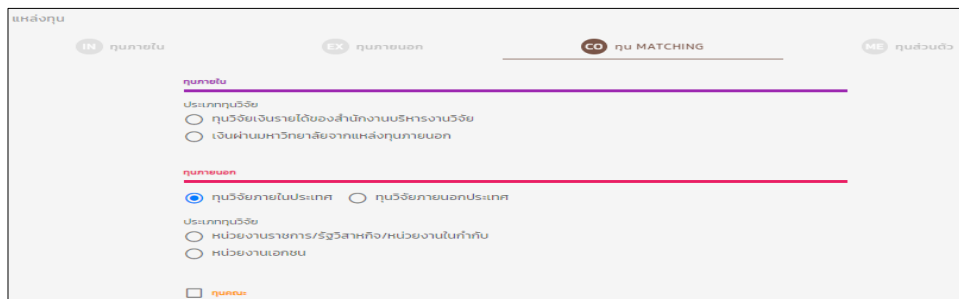 แหล่งทุน
IN ทุนภายใน EX ทุนภายนอก CO ทุน MATCHING ME ทุนส่วนตัว
ทุนภายใน
ประเภททุนวิจัย
ทุนวิจัยเงินรายได้ของสำนักงานบริหารงานวิจัย
เงินผ่านมหาวิทยาลัยจากแหล่งทุนภายนอก
ทุนภายนอก
ทุนวิจัยภายในประเทศ ทุนวิจัยภายนอกประเทศ
ประเภททุนวิจัย
หน่วยงานราชการ/รัฐวิสาหกิจ/หน่วยงานในกำกับ
หน่วยงานเอกชน
ทุนคณะ